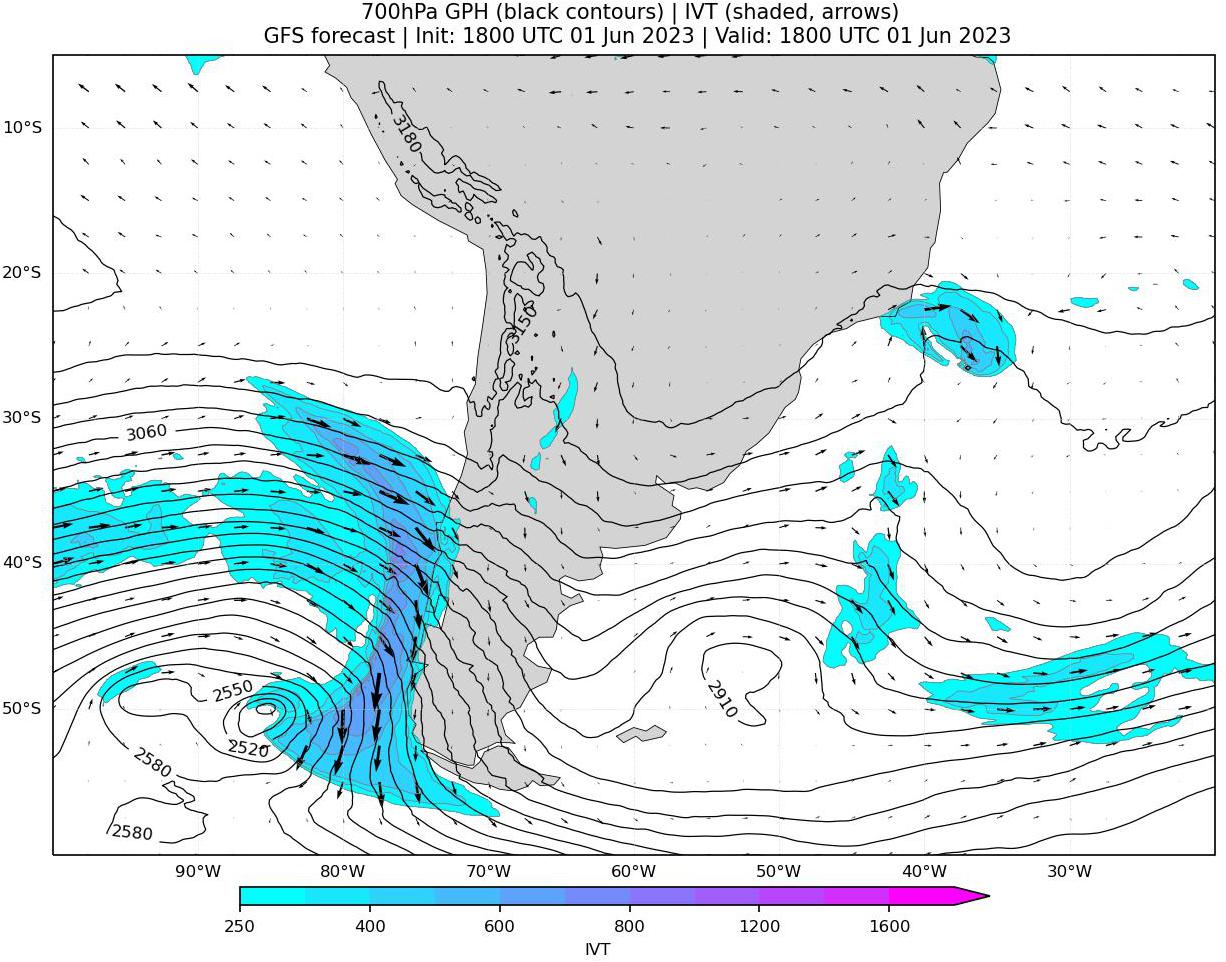 700hPa GPH (black contours) | IVT (shaded, arrows)
GFS forecast | Init: 1800 UTC 01 Jun 2023 | Valid: 1800 UTC 01 Jun 2023
10°S
3180
20°S
3150
30°S
3060
40°S
2550
50°S
2910
2520
2580
2580
90°W 80°W 70°W 60°W 50°W 40°W 30°W
250 400 600 800 1200 1600
IVT